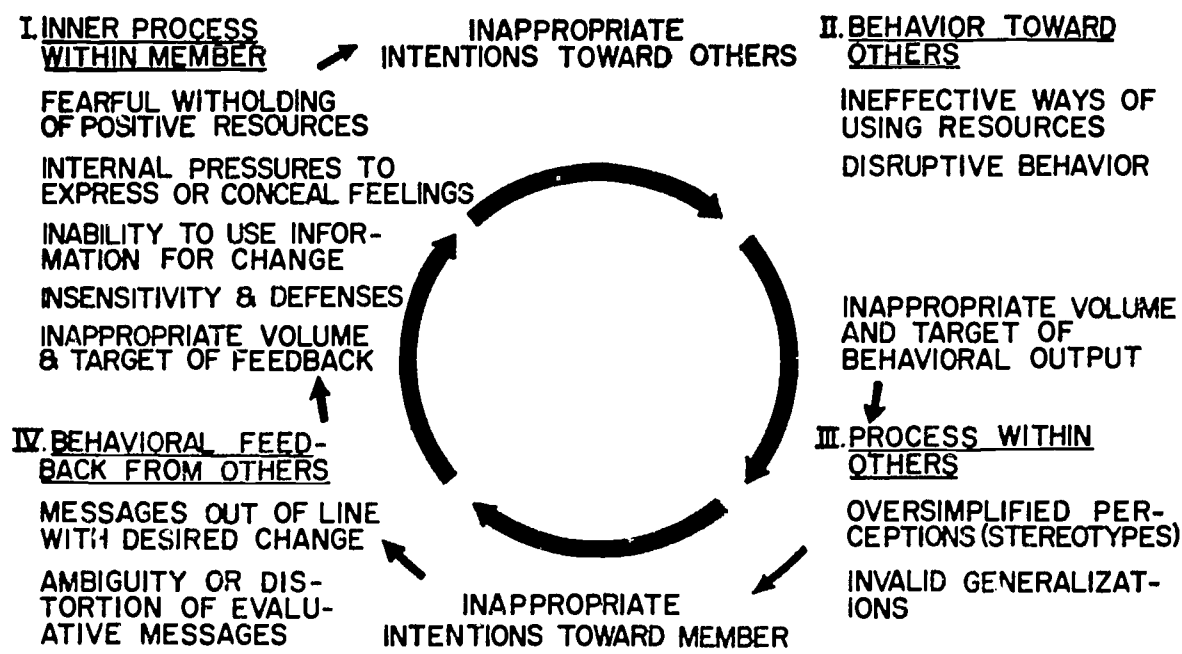 I. INNER PROCESS
WITHIN MEMBER
FEARFUL WITHOLDING
OF POSITIVE RESOURCES
INTERNAL PRESSURES TO
EXPRESS OR CONCEAL FEELINGS
INABILITY TO USE INFOR-
MATION FOR CHANGE
INSENSITIVITY & DEFENSES
INAPPROPRIATE VOLUME
& TARGET OF FEEDBACK
INAPPROPRIATE
INTENTIONS TOWARD OTHERS
II. BEHAVIOR TOWARD
OTHERS
INEFFECTIVE WAYS OF
USING RESOURCES
DISRUPTIVE BEHAVIOR
INAPPROPRIATE VOLUME
AND TARGET OF
BEHAVIORAL OUTPUT
III. PROCESS WITHIN
OTHERS
OVERSIMPLIFIED PER-
CEPTIONS (STEREOTYPES)
INVALID GENERALIZAT-
IONS
INAPPROPRIATE
INTENTIONS TOWARD MEMBER
IV. BEHAVIORAL FEED-
BACK FROM OTHERS
MESSAGES OUT OF LINE
WITH DESIRED CHANGE
AMBIGUITY OR DIS-
TORTION OF EVALU-
ATIVE MESSAGES